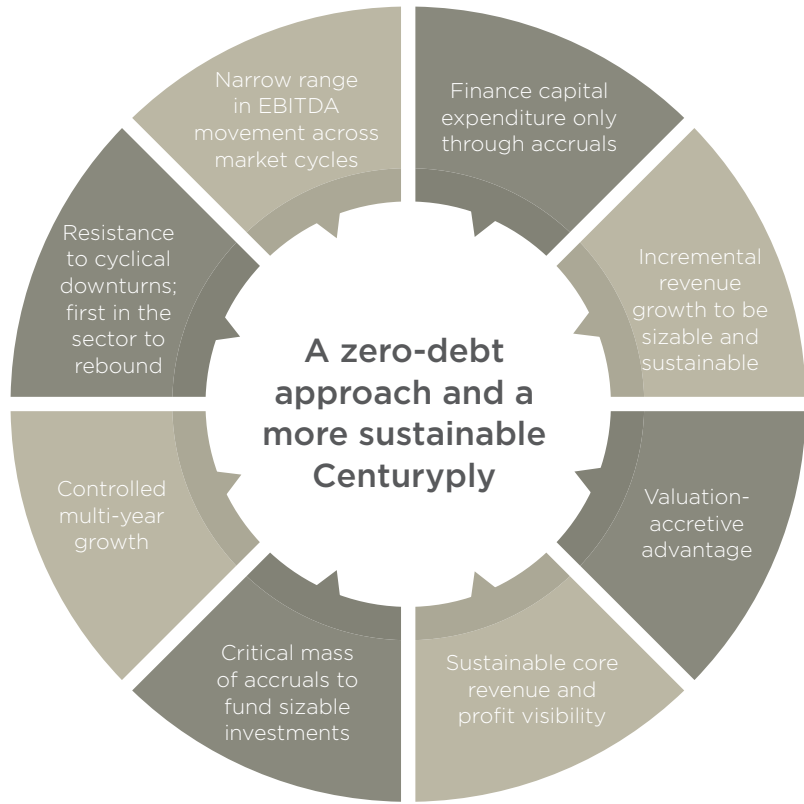 Finance capital
expenditure only
through accruals
Incremental
revenue
growth to be
sizable and
sustainable
Valuation-
accretive
advantage
Sustainable core
revenue and
profit visibility
Critical mass
of accruals to
fund sizable
investments
Controlled
multi-year
growth
Resistance
to cyclical
downturns;
first in the
sector to
rebound
Narrow range
in EBITDA
movement across
market cycles
A zero-debt
approach and a
more sustainable
Centuryply